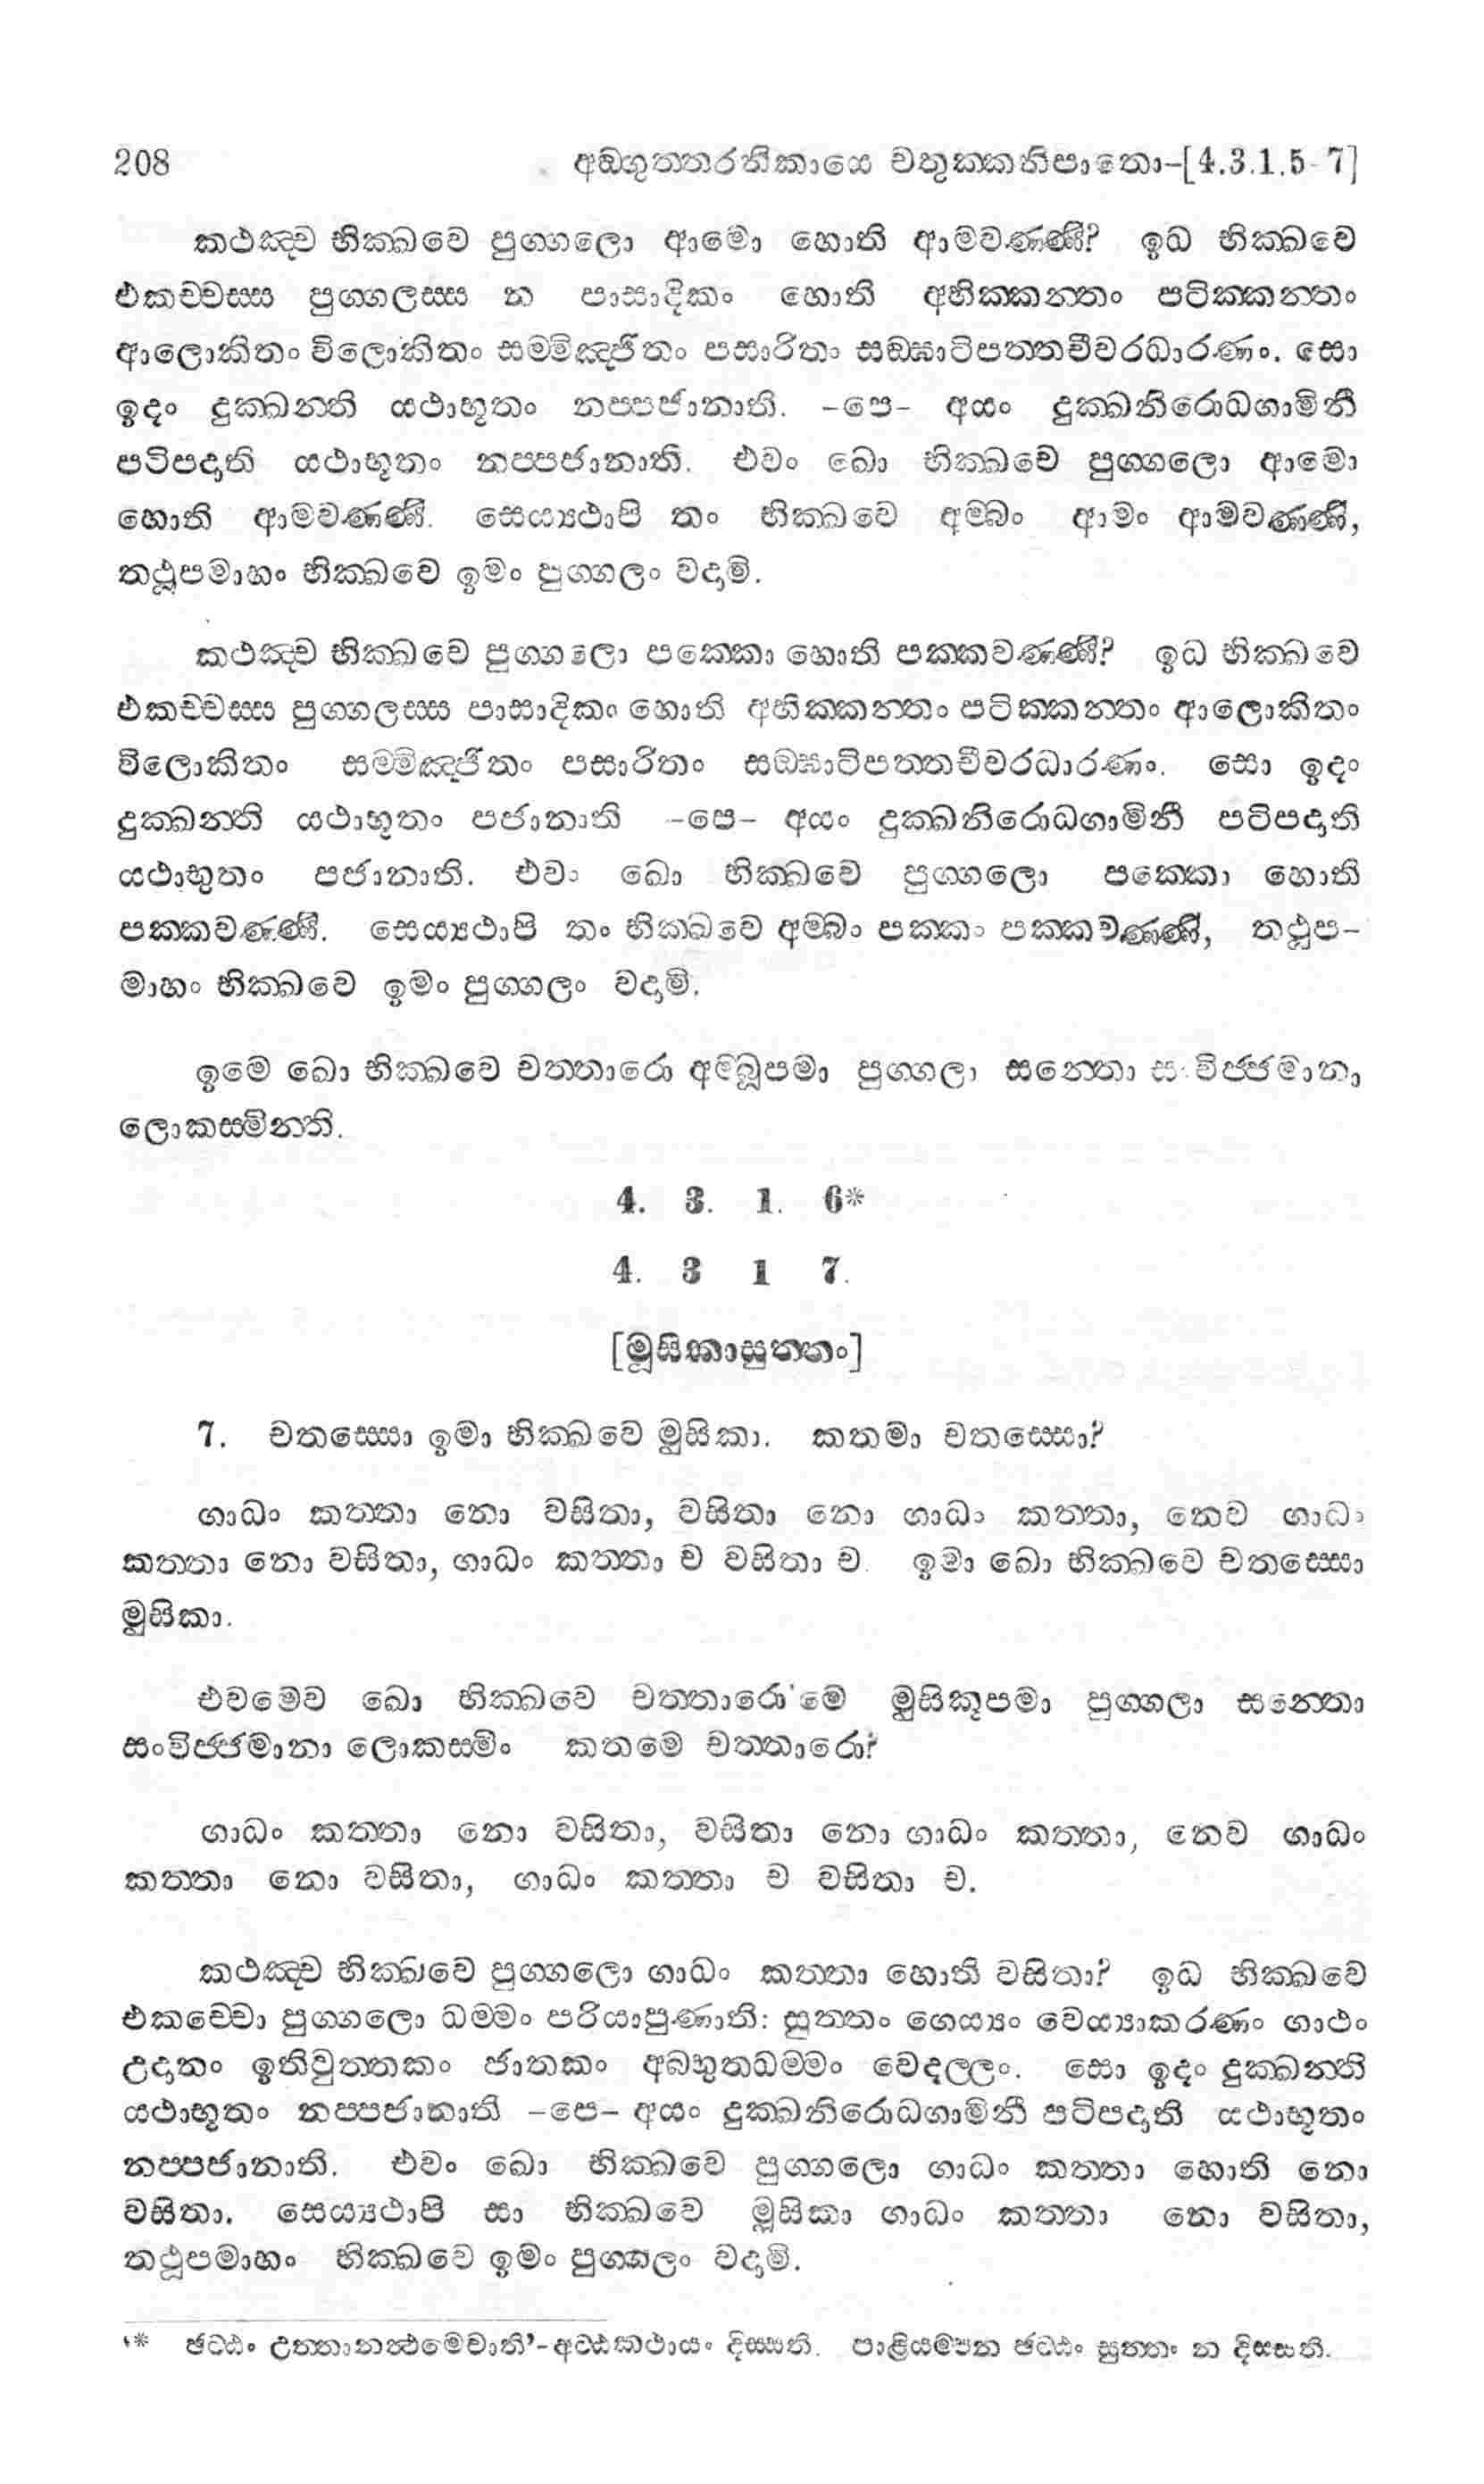 208 අඞ්ගුත්තරනිකායෙ චතුක්කනිපාතො-[4.3.1.5-7]
කථඤ්ච භික්ඛවෙ පුග්ගලො ආමො හොති ආමවණ්ණී? ඉධ භික්ඛවෙ
එකච්චස්ස පුග්ගලස්ස න පාසාදිකං හොති අභික්කන්තං පටික්කන්තං
ආලොකිතං විලොකිතං සම්මිඤ්ජිතං පසාරිතං සඞ්ඝාටිපත්තචීවරධාරණං. සො
ඉදං දුක්ඛන්ති යථාභූතං නප්පජානාති. -පෙ- අයං දුක්ඛනිරොධගාමිනී
පටිපදාති යථාභූතං නප්පජානාති. එවං ඛො භික්ඛවෙ පුග්ගලො ආමො
හොති ආමවණ්ණී. සෙය්‍යථාපි තං භික්ඛවෙ අම්බං ආමං ආමවණ්ණි,
තථූපමාහං භික්ඛවෙ ඉමං පුග්ගලං වදාමි.
කථඤ්ච භික්ඛවෙ පුග්ගලො පක්කො හොති පක්කවණ්ණී? ඉධ භික්ඛවෙ
එකච්චස්ස පුග්ගලස්ස පාසාදිකං හොති අභික්කන්තං පටික්කන්තං ආලොකිතං
විලොකිතං සම්මිඤ්ජිතං පසාරිතං සඞ්ඝාටිපත්තචීවරධාරණං. සො ඉදං
දුක්ඛන්ති යථාභූතං පජානාති -පෙ- අයං දුක්ඛනිරොධගාමිනී පටිපදාති
යථාභුතං පජානාති. එවං ඛො භික්ඛවෙ පුග්ගලො පක්කො හොති
පක්කවණ්ණී. සෙය්‍යථාපි තං භික්ඛවෙ අම්බං පක්කං පක්කවණ්ණි, තථූප-
මාහං භික්ඛවෙ ඉමං පුග්ගලං වදාමි.
ඉමෙ ඛො භික්ඛවෙ චත්තාරො අම්බූපමා පුග්ගලා සන්තො සංවිජ්ජමානා
ලොකස්මින්ති.
4. 3. 1. 6*
4. 3 1 7.
[මූසිකාසුත්තං]
7. චතස්සො ඉමා භික්ඛවෙ මුසිකා. කතමා චතස්සො?
ගාධං කත්තා නො වසිතා, වසිතා නො ගාධං කත්තා, නෙව ගාධං
කත්තා නො වසිතා, ගාධං කත්තා ච වසිතා ච. ඉමා ඛො භික්ඛවෙ චතස්සො
මුසිකා.
එවමෙව ඛො භික්ඛවෙ චත්තාරො'මෙ මුසිකූපමා පුග්ගලා සන්තො
සංවිජ්ජමානා ලොකස්මිං කතමෙ චත්තාරො?
ගාධං කත්තා නො වසිතා, වසිතා නො ගාධං කත්තා, නෙව ගාධං
කත්තා නො වසිතා, ගාධං කත්තා ච වසිතා ච.
කථඤ්ච භික්ඛවෙ පුග්ගලො ගාධං කත්තා හොති වසිතා? ඉධ භික්ඛවෙ
එකච්චො පුග්ගලො ධම්මං පරියාපුණාති: සුත්තං ගෙය්‍යං වෙය්‍යාකරණං ගාථං
උදානං ඉතිවුත්තකං ජාතකං අබභුතධම්මං වෙදල්ලං. සො ඉදං දුක්ඛන්ති
යථාභූතං නප්පජානාති -පෙ- අයං දුක්ඛනිරොධගාමිනී පටිපදාති යථාභූතං
නප්පජානාති. එවං ඛො භික්ඛවෙ පුග්ගලො ගාධං කත්තා හොති නො
වසිතා. සෙය්‍යථාපි සා භික්ඛවෙ මූසිකා ගාධං කත්තා නො වසිතා,
තථූපමාහං භික්ඛවෙ ඉමං පුග්ගලං වදාමි.
‘* ඡට්ඨං උත්තානත්ථමෙවාති’-අට්ඨකථායං දිස්සති. පාළියම්පන ඡට්ඨං සුත්තං න දිස්සති.